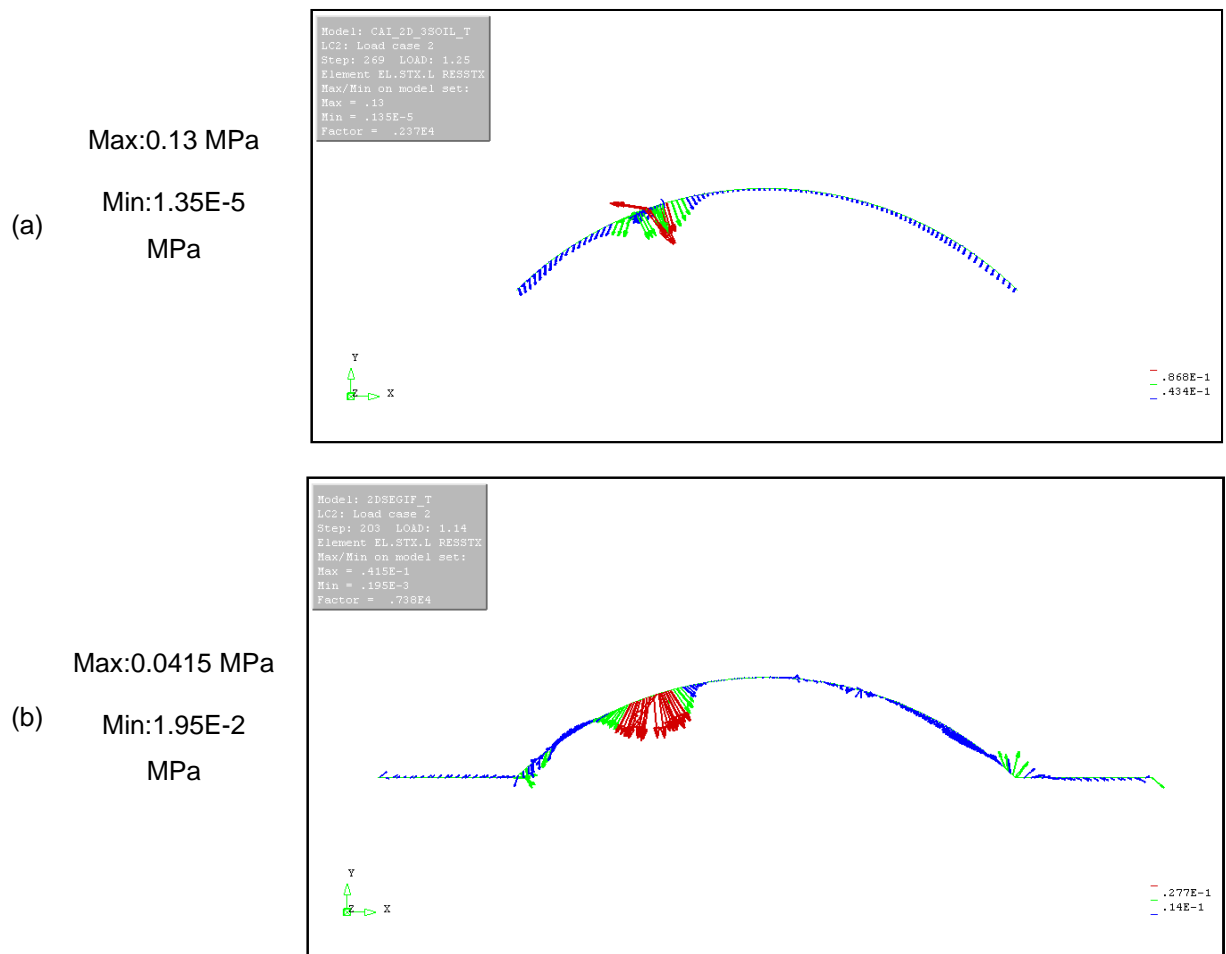 (a)
Max:0.13 MPa
Min:1.35E-5
MPa
Model: CAI_2D_3SOIL_T
LC2: Load case 2
Step: 269 LOAD: 1.25
Element EL.STX.L RESSTX
Max/Min on model set:
Max = .13
Min = .135E-5
Factor = .237E4
Y
Z X
.868E-1
.434E-1
(b)
Max:0.0415 MPa
Min:1.95E-2
MPa
Model: 2DSEGIF_T
LC2: Load case 2
Step: 203 LOAD: 1.14
Element EL.STX.L RESSTX
Max/Min on model set:
Max = .415E-1
Min = .195E-3
Factor = .738E4
Y
Z X
.277E-1
.14E-1